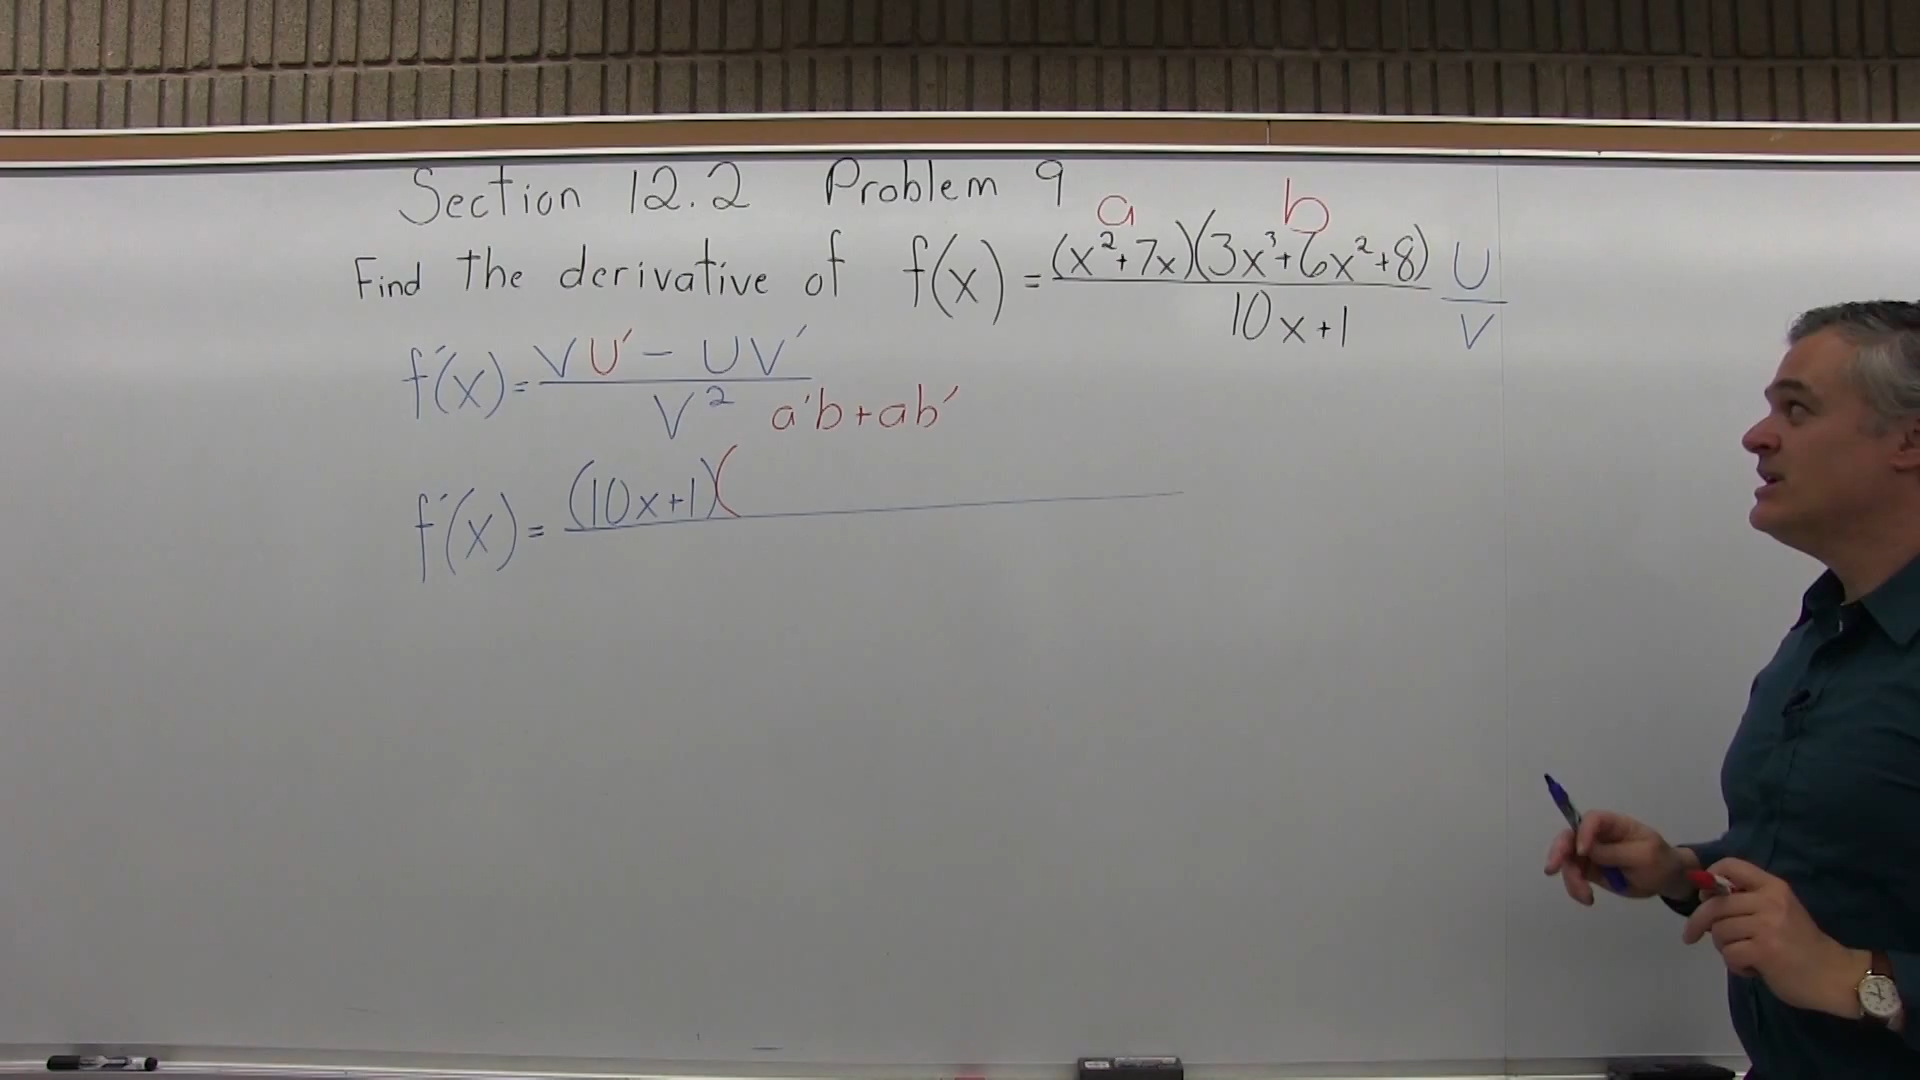 Section 12.2 Problem 9
a b
Find the derivative of f(x) = (x²+7x)(3x³+6x²+8) / 10x+1 U/V
f'(x) = VU' - UV' / V²
a'b+ab'
f'(x) = (10x+1)(